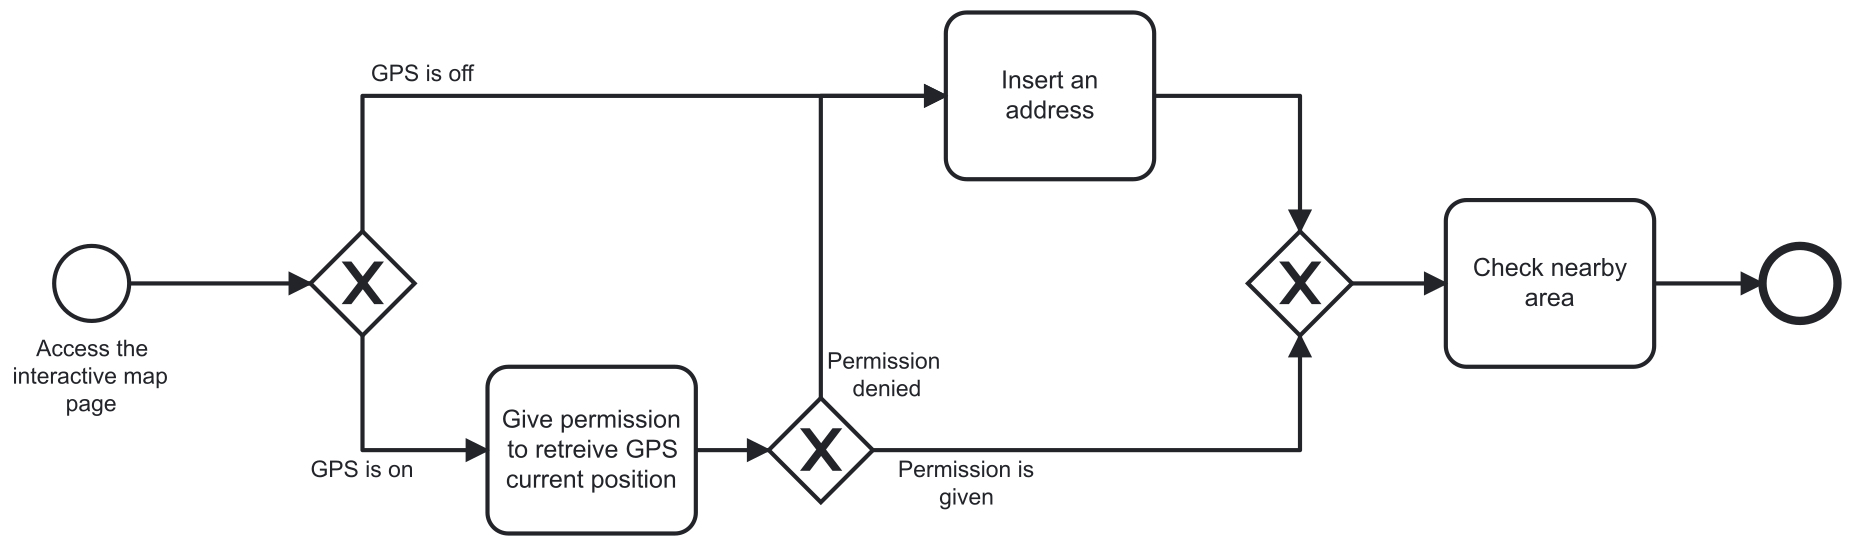 GPS is off
Insert an
address
Access the
interactive map
page
X
X
Check nearby
area
GPS is on
Give permission
to retreive GPS
current position
Permission
denied
X
Permission is
given